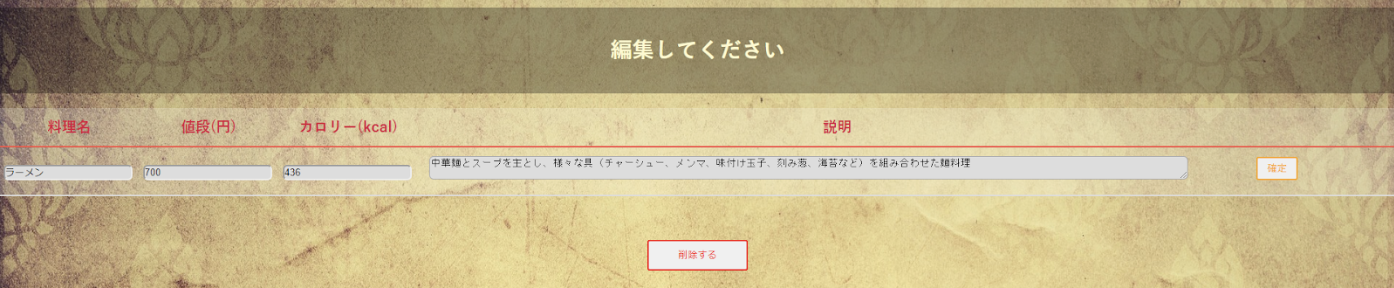 編集してください
料理名 値段(円) カロリー(kcal) 説明
ラーメン 700 436 中華麺とスープを主とし、様々な具（チャーシュー、メンマ、味付け玉子、刻み葱、海苔など）を組み合わせた麺料理 確定
削除する